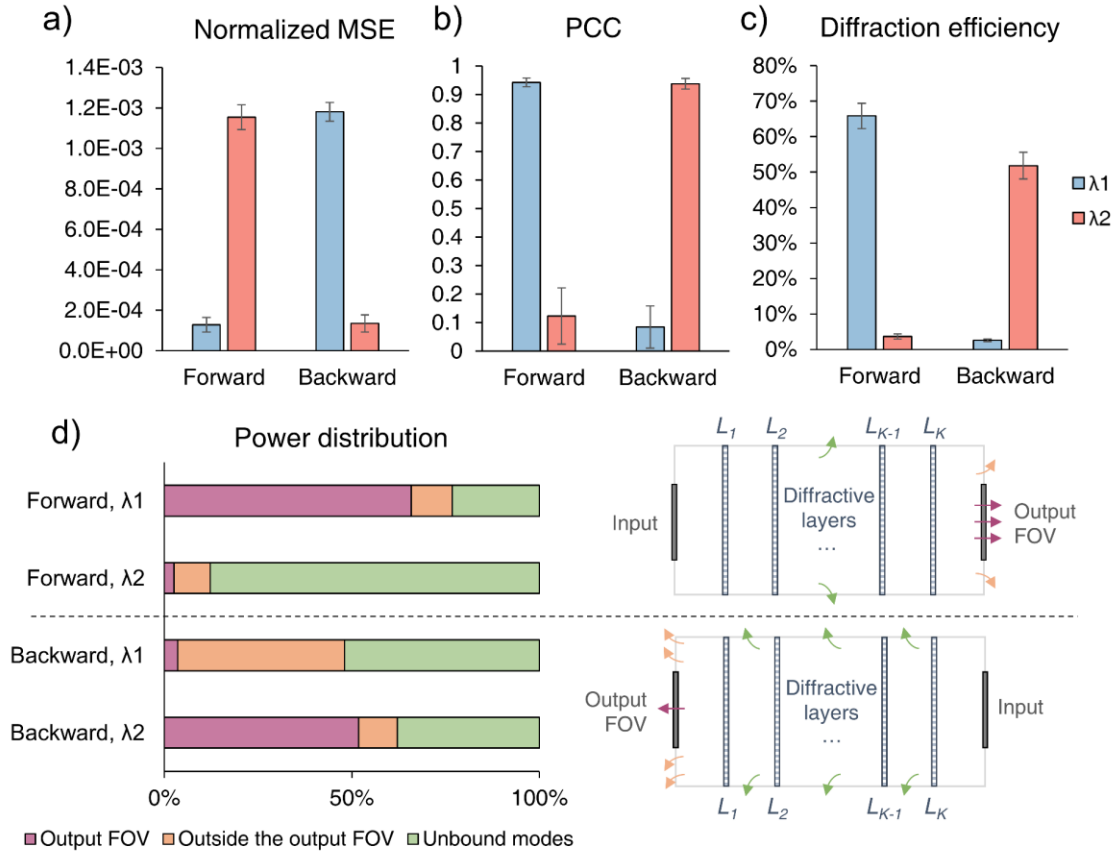 a)
Normalized MSE
1.4E-03
1.2E-03
1.0E-03
8.0E-04
6.0E-04
4.0E-04
2.0E-04
0.0E+00
Forward
Backward
b)
PCC
1
0.9
0.8
0.7
0.6
0.5
0.4
0.3
0.2
0.1
0
Forward
Backward
c)
Diffraction efficiency
80%
70%
60%
50%
40%
30%
20%
10%
0%
Forward
Backward
λ1
λ2
d)
Power distribution
Forward, λ1
Forward, λ2
Backward, λ1
Backward, λ2
0%
50%
100%
Output FOV
Outside the output FOV
Unbound modes
L1
L2
LK-1
LK
Input
Diffractive
layers
...
Output
FOV
Output
FOV
Diffractive
layers
...
Input
L1
L2
LK-1
LK